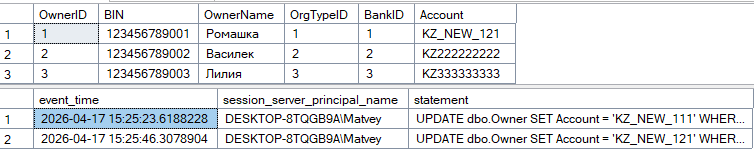 OwnerID BIN OwnerName OrgTypeID BankID Account
1 1 123456789001 Ромашка 1 1 KZ_NEW_121
2 2 123456789002 Василек 2 2 KZ222222222
3 3 123456789003 Лилия 3 3 KZ333333333
event_time session_server_principal_name statement
1 2026-04-17 15:25:23.6188228 DESKTOP-8TQGB9A\Matvey UPDATE dbo.Owner SET Account = 'KZ_NEW_111' WHER...
2 2026-04-17 15:25:46.3078904 DESKTOP-8TQGB9A\Matvey UPDATE dbo.Owner SET Account = 'KZ_NEW_121' WHER...